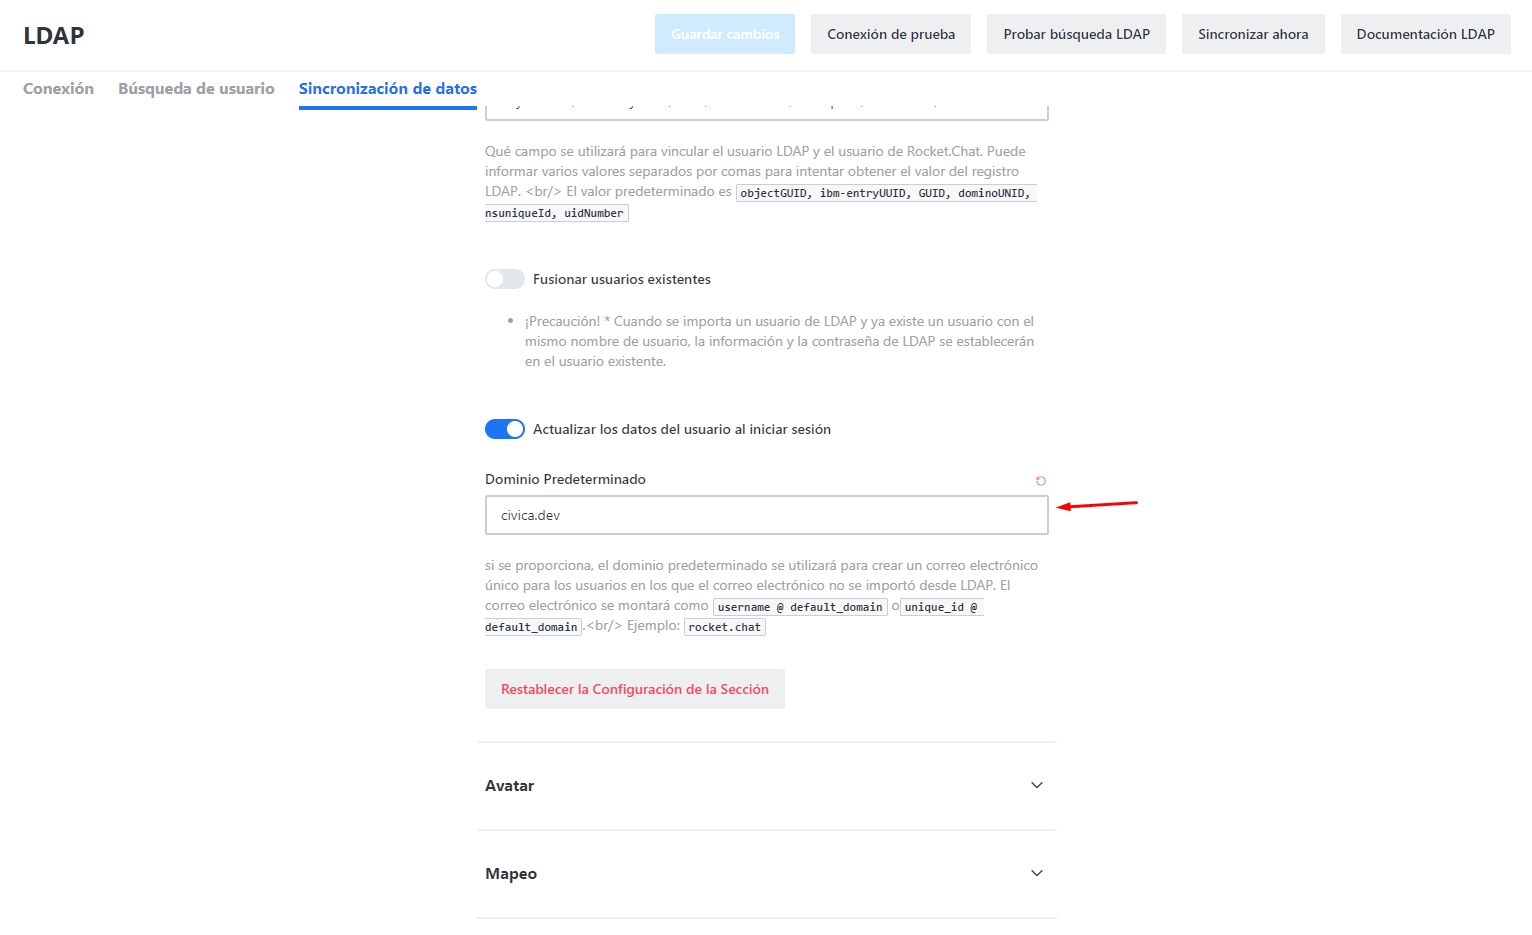 LDAP
Guardar cambios
Conexión de prueba
Probar búsqueda LDAP
Sincronizar ahora
Documentación LDAP
Conexión
Búsqueda de usuario
Sincronización de datos
Qué campo se utilizará para vincular el usuario LDAP y el usuario de Rocket.Chat. Puede
informar varios valores separados por comas para intentar obtener el valor del registro
LDAP. <br/> El valor predeterminado es objectGUID, ibm-entryUUID, GUID, dominoUNID,
nsuniqueId, uidNumber
Fusionar usuarios existentes
• ¡Precaución! * Cuando se importa un usuario de LDAP y ya existe un usuario con el
mismo nombre de usuario, la información y la contraseña de LDAP se establecerán
en el usuario existente.
Actualizar los datos del usuario al iniciar sesión
Dominio Predeterminado
civica.dev
si se proporciona, el dominio predeterminado se utilizará para crear un correo electrónico
único para los usuarios en los que el correo electrónico no se importó desde LDAP. El
correo electrónico se montará como username @ default_domain o unique_id @
default_domain .<br/> Ejemplo: rocket.chat
Restablecer la Configuración de la Sección
Avatar
Mapeo